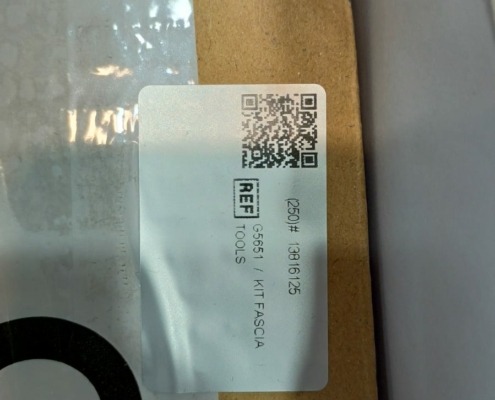 (250)# 13816125
REF G5651 / KIT FASCIA
TOOLS